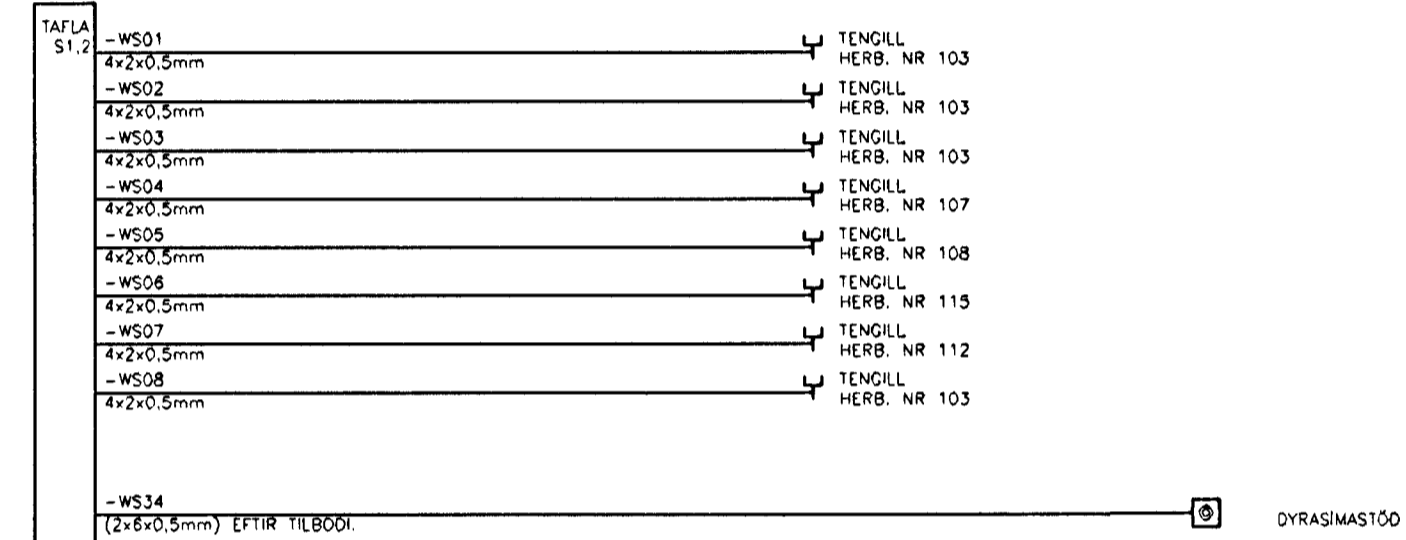 TAFLA
S1,2
-WS01
4x2x0,5mm
TENGILL
HERB. NR 103
-WS02
4x2x0,5mm
TENGILL
HERB. NR 103
-WS03
4x2x0,5mm
TENGILL
HERB. NR 103
-WS04
4x2x0,5mm
TENGILL
HERB. NR 107
-WS05
4x2x0,5mm
TENGILL
HERB. NR 108
-WS06
4x2x0,5mm
TENGILL
HERB. NR 115
-WS07
4x2x0,5mm
TENGILL
HERB. NR 112
-WS08
4x2x0,5mm
TENGILL
HERB. NR 103
-WS34
(2x6x0,5mm) EFTIR TILBODI.
DYRASÍMASTÖD